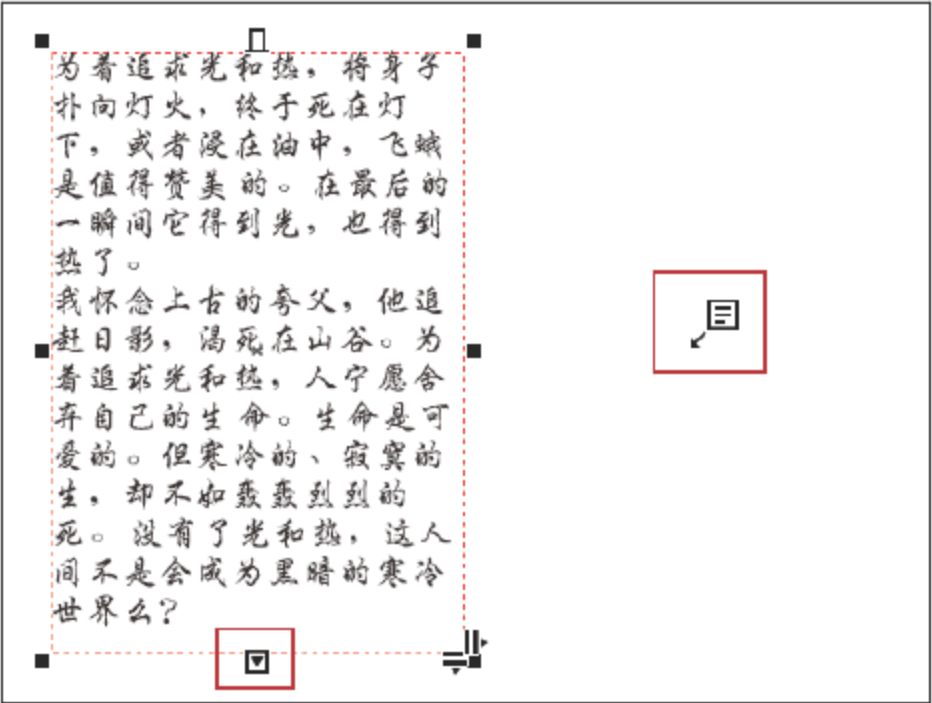 为着追求光和热，将身子
扑向灯火，终于死在灯
下，或者浸在油中，飞蛾
是值得赞美的。在最后的
一瞬间它得到光，也得到
热了。
我怀念上古的夸父，他追
赶日影，渴死在山谷。为
着追求光和热，人宁愿舍
弃自己的生命。生命是可
爱的。但寒冷的、寂寞的
生，却不如轰轰烈烈的
死。没有了光和热，这人
间不是会成为黑暗的寒冷
世界么？